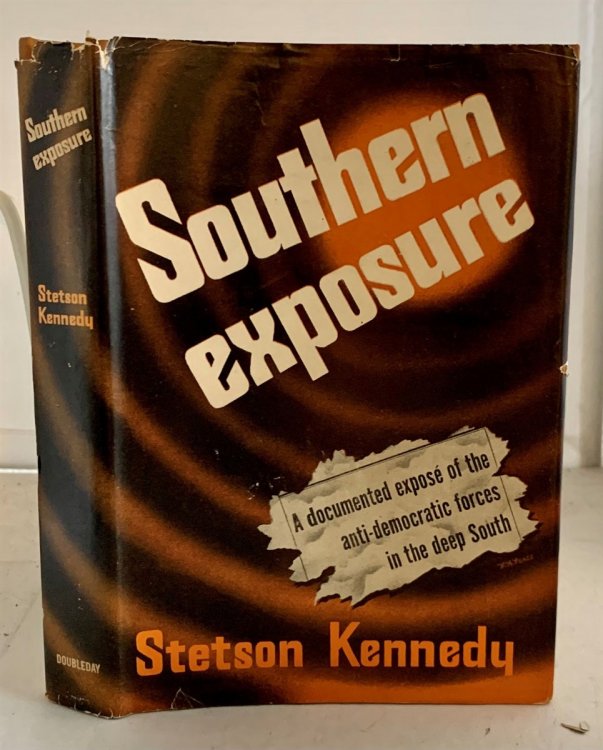 Southern
exposure
Stetson
Kennedy
DOUBLEDAY
Southern
exposure
A documented exposé of the
anti-democratic forces
in the deep South
Stetson Kennedy